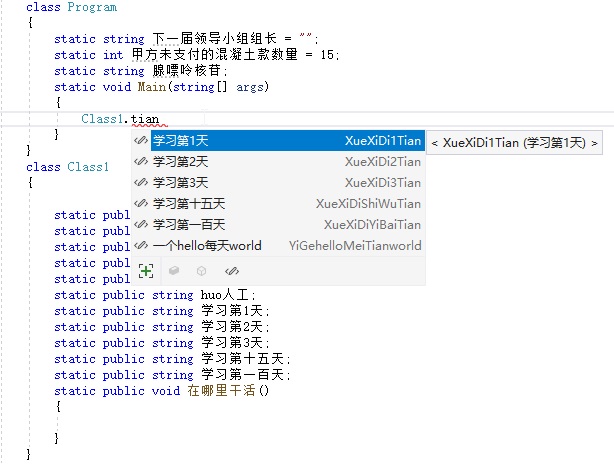 class Program
{
static string 下一届领导小组组长 = "";
static int 甲方未支付的混凝土款数量 = 15;
static string 腺嘌呤核苷;
static void Main(string[] args)
{
Class1.tian
学习第1天 XueXiDi1Tian < XueXiDi1Tian (学习第1天) >
}
学习第2天 XueXiDi2Tian
}
class Class1
学习第3天 XueXiDi3Tian
{
学习第十五天 XueXiDiShiWuTian
static publ
学习第一百天 XueXiDiYiBaiTian
static publ
一个hello每天world YiGehelloMeiTianworld
static publ
static publ
static publ
static public string huo人工;
static public string 学习第1天;
static public string 学习第2天;
static public string 学习第3天;
static public string 学习第十五天;
static public string 学习第一百天;
static public void 在哪里干活()
{
}
}